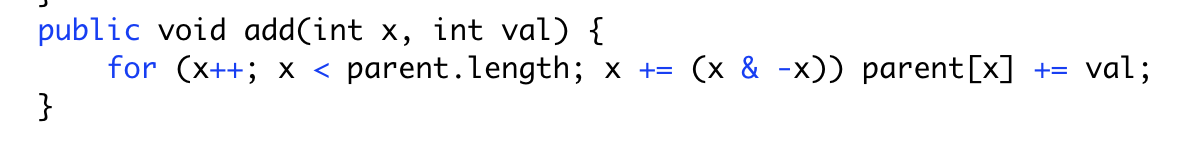 public void add(int x, int val) {
for (x++; x < parent.length; x += (x & -x)) parent[x] += val;
}